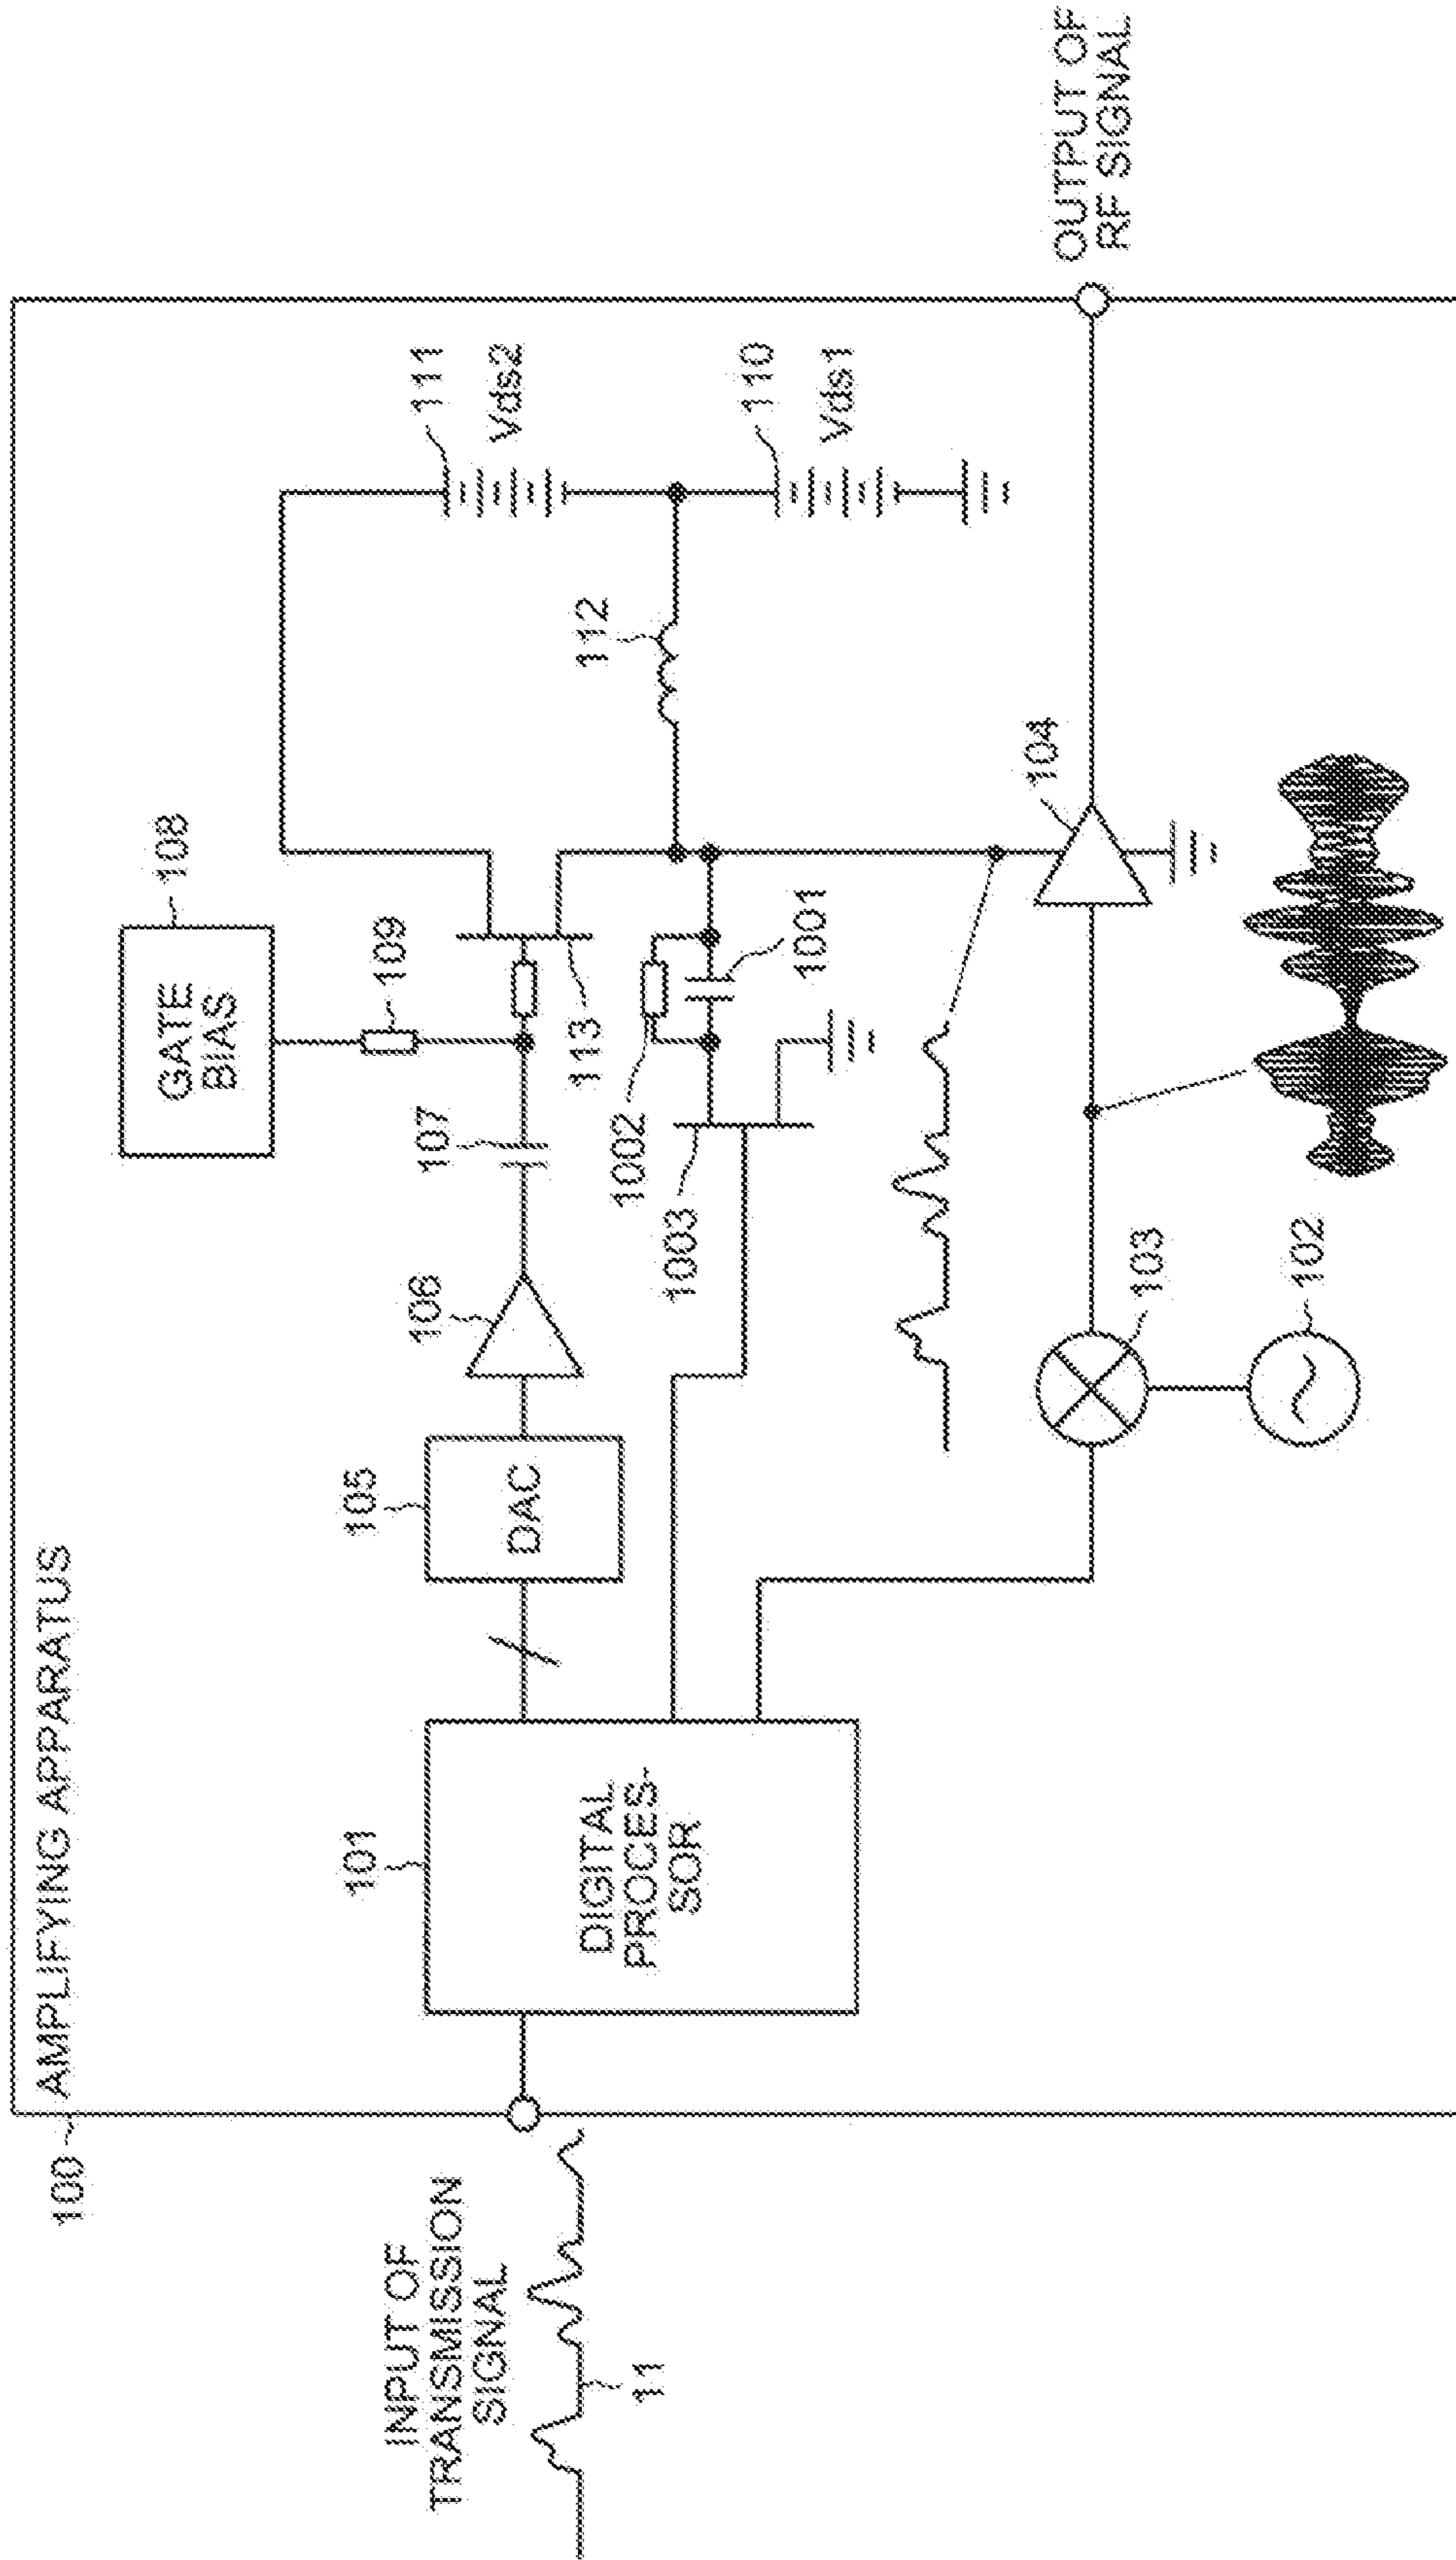 100
AMPLIFYING APPARATUS
INPUT OF
TRANSMISSION
SIGNAL
11
101
DIGITAL
PROCES-
SOR
105
DAC
106
107
108
GATE
BIAS
109
113
111
Vds2
110
Vds1
112
1001
1002
1003
104
103
102
OUTPUT OF
RF SIGNAL